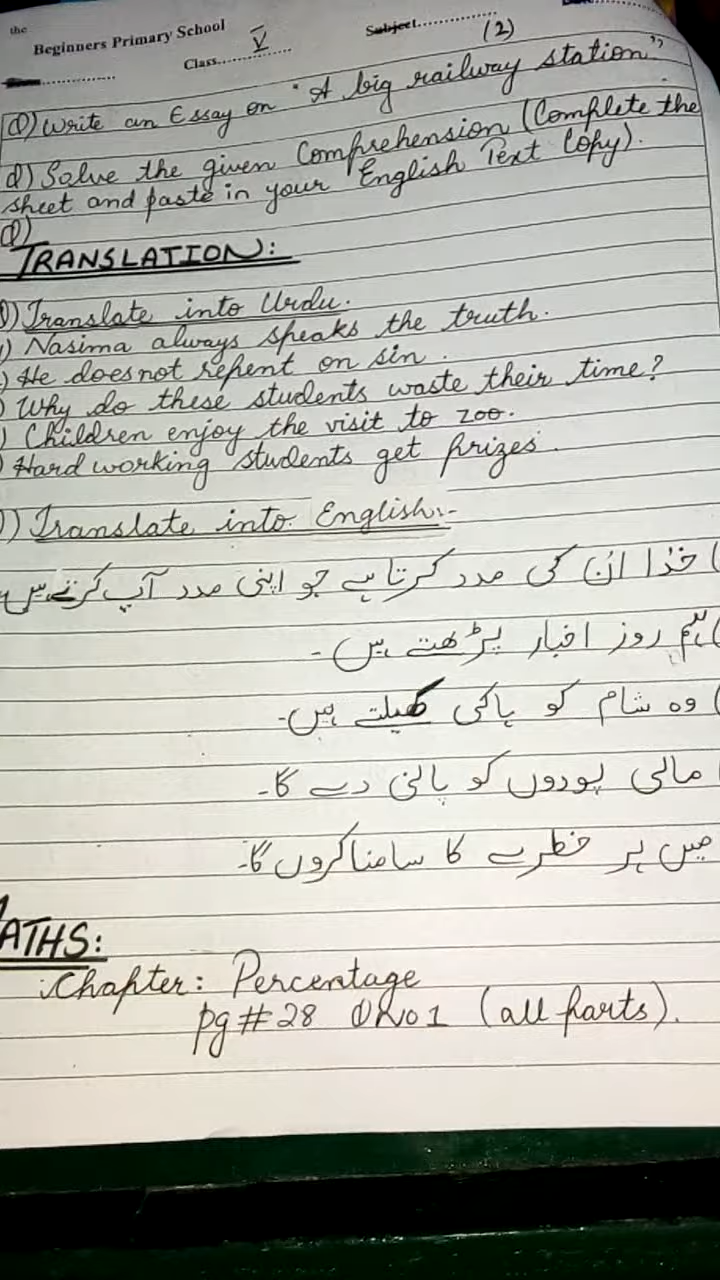 the
Beginners Primary School
Class.......V.......... Subject................
(2)
Q) Write an Essay on "A big railway station"
Q) Solve the given Comprehension (Complete the
sheet and paste in your English Text Copy).
Q)
TRANSLATION:
Q) Translate into Urdu.
) Nasima always speaks the truth.
) He does not repent on sin.
) Why do these students waste their time?
) Children enjoy the visit to zoo.
) Hard working students get prizes.
) Translate into English:-
) خدا ان کی مدد کرتا ہے جو اپنی مدد آپ کرتے ہیں
) ہم روز اخبار پڑھتے ہیں۔
) وہ شام کو ہاکی کھیلتے ہیں۔
) مالی پودوں کو پانی دے گا۔
میں ہر خطرے کا سامنا کروں گا۔
MATHS:
Chapter: Percentage
pg # 28 Q No 1 (all parts).